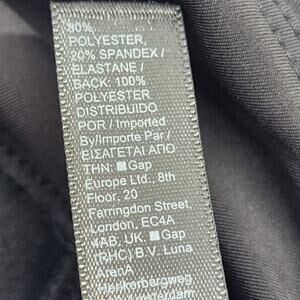 80%
POLYESTER,
20% SPANDEX /
ELASTANE /
BACK: 100%
POLYESTER
DISTRIBUIDO
POR / Imported
By/Importe Par /
ΕΙΣΑΓΕΤΑΙ ΑΠΟ
ΤΗΝ: Gap
Europe Ltd., 8th
Floor, 20
Farringdon Street,
London, EC4A
4AB, UK, Gap
(RHC) B.V. Luna
ArenA
Herikerbergweg